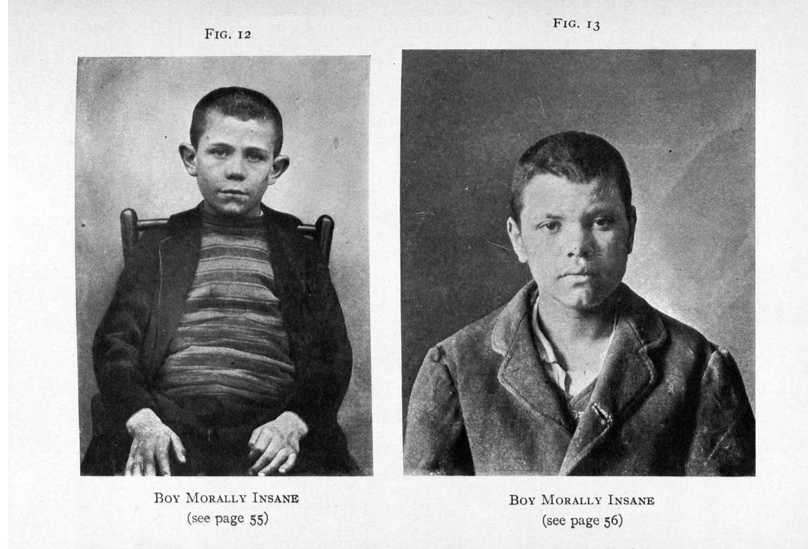 Fig. 12
Fig. 13
Boy Morally Insane
(see page 55)
Boy Morally Insane
(see page 56)